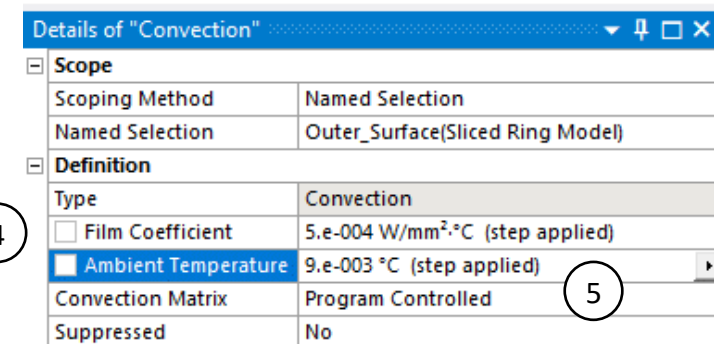 Details of "Convection"
Scope
Scoping Method Named Selection
Named Selection Outer_Surface(Sliced Ring Model)
Definition
Type Convection
4 Film Coefficient 5.e-004 W/mm²·°C (step applied)
Ambient Temperature 9.e-003 °C (step applied)
Convection Matrix Program Controlled 5
Suppressed No